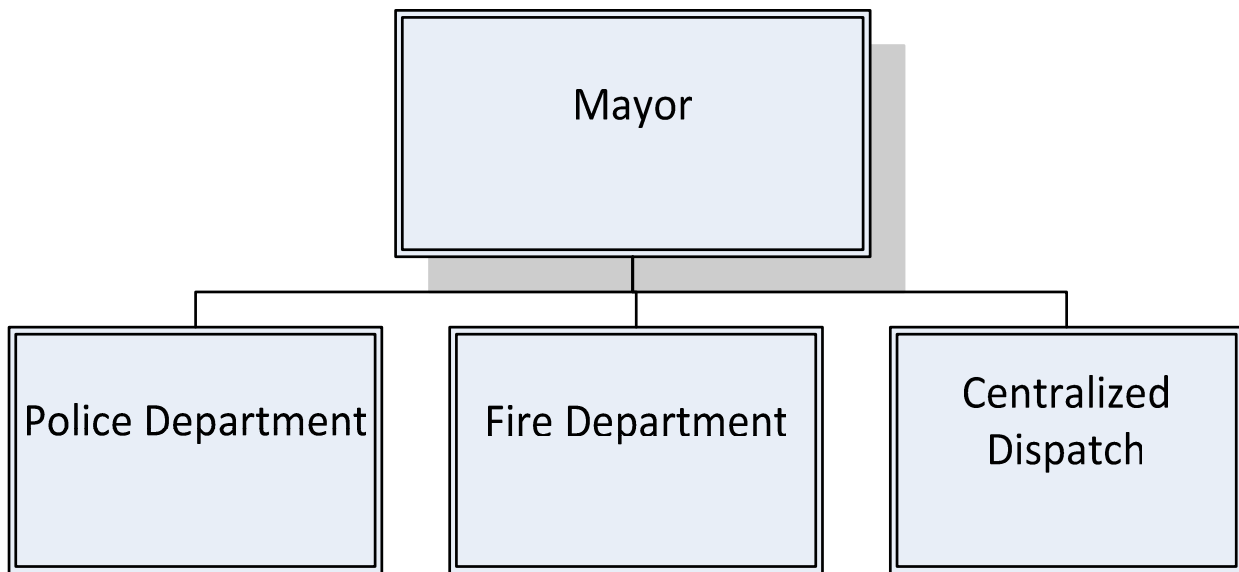 Mayor
Police Department
Fire Department
Centralized
Dispatch